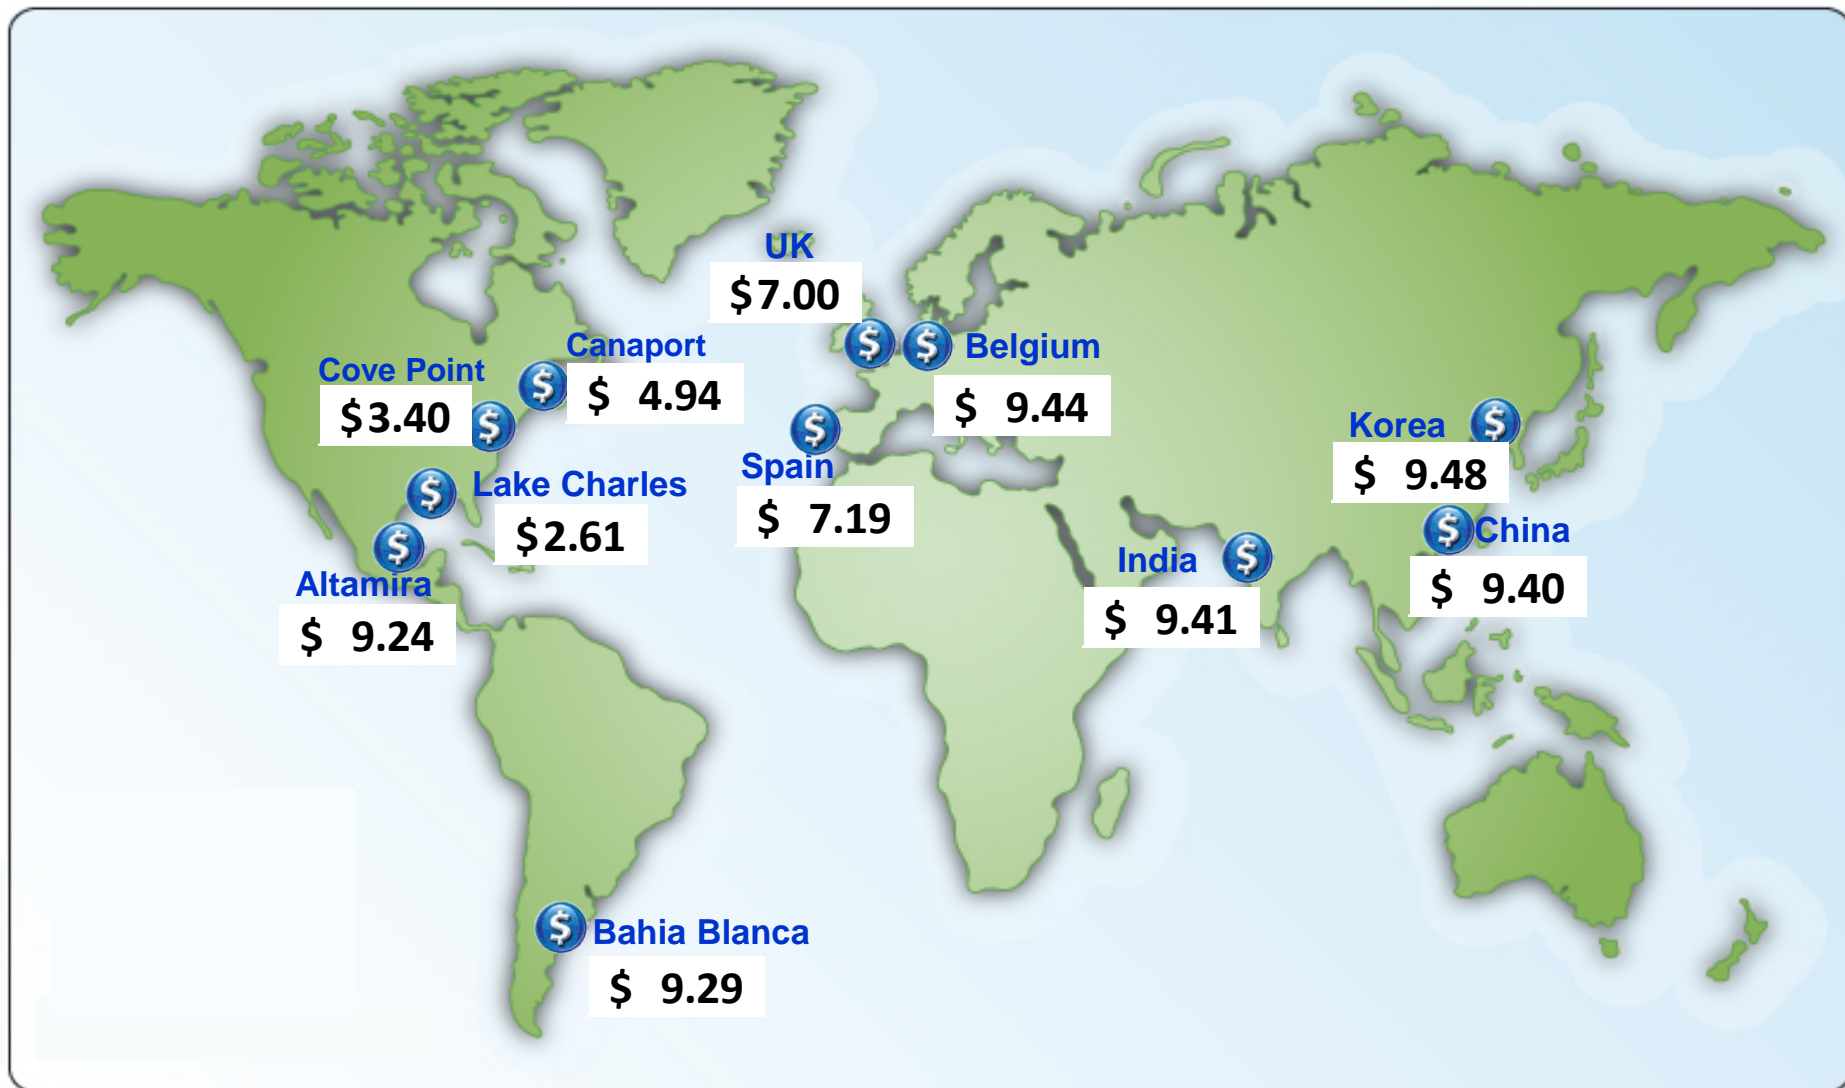 UK
$7.00
Canaport
$ 4.94
Cove Point
$3.40
Belgium
$ 9.44
Korea
$ 9.48
Spain
$ 7.19
Lake Charles
$2.61
China
$ 9.40
India
$ 9.41
Altamira
$ 9.24
Bahia Blanca
$ 9.29